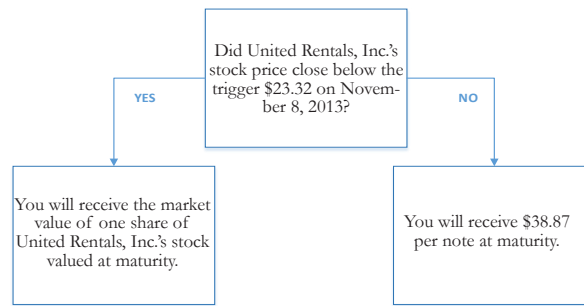 Did United Rentals, Inc.'s
stock price close below the
trigger $23.32 on Novem-
ber 8, 2013?
YES
NO
You will receive the market
value of one share of
United Rentals, Inc.'s stock
valued at maturity.
You will receive $38.87
per note at maturity.